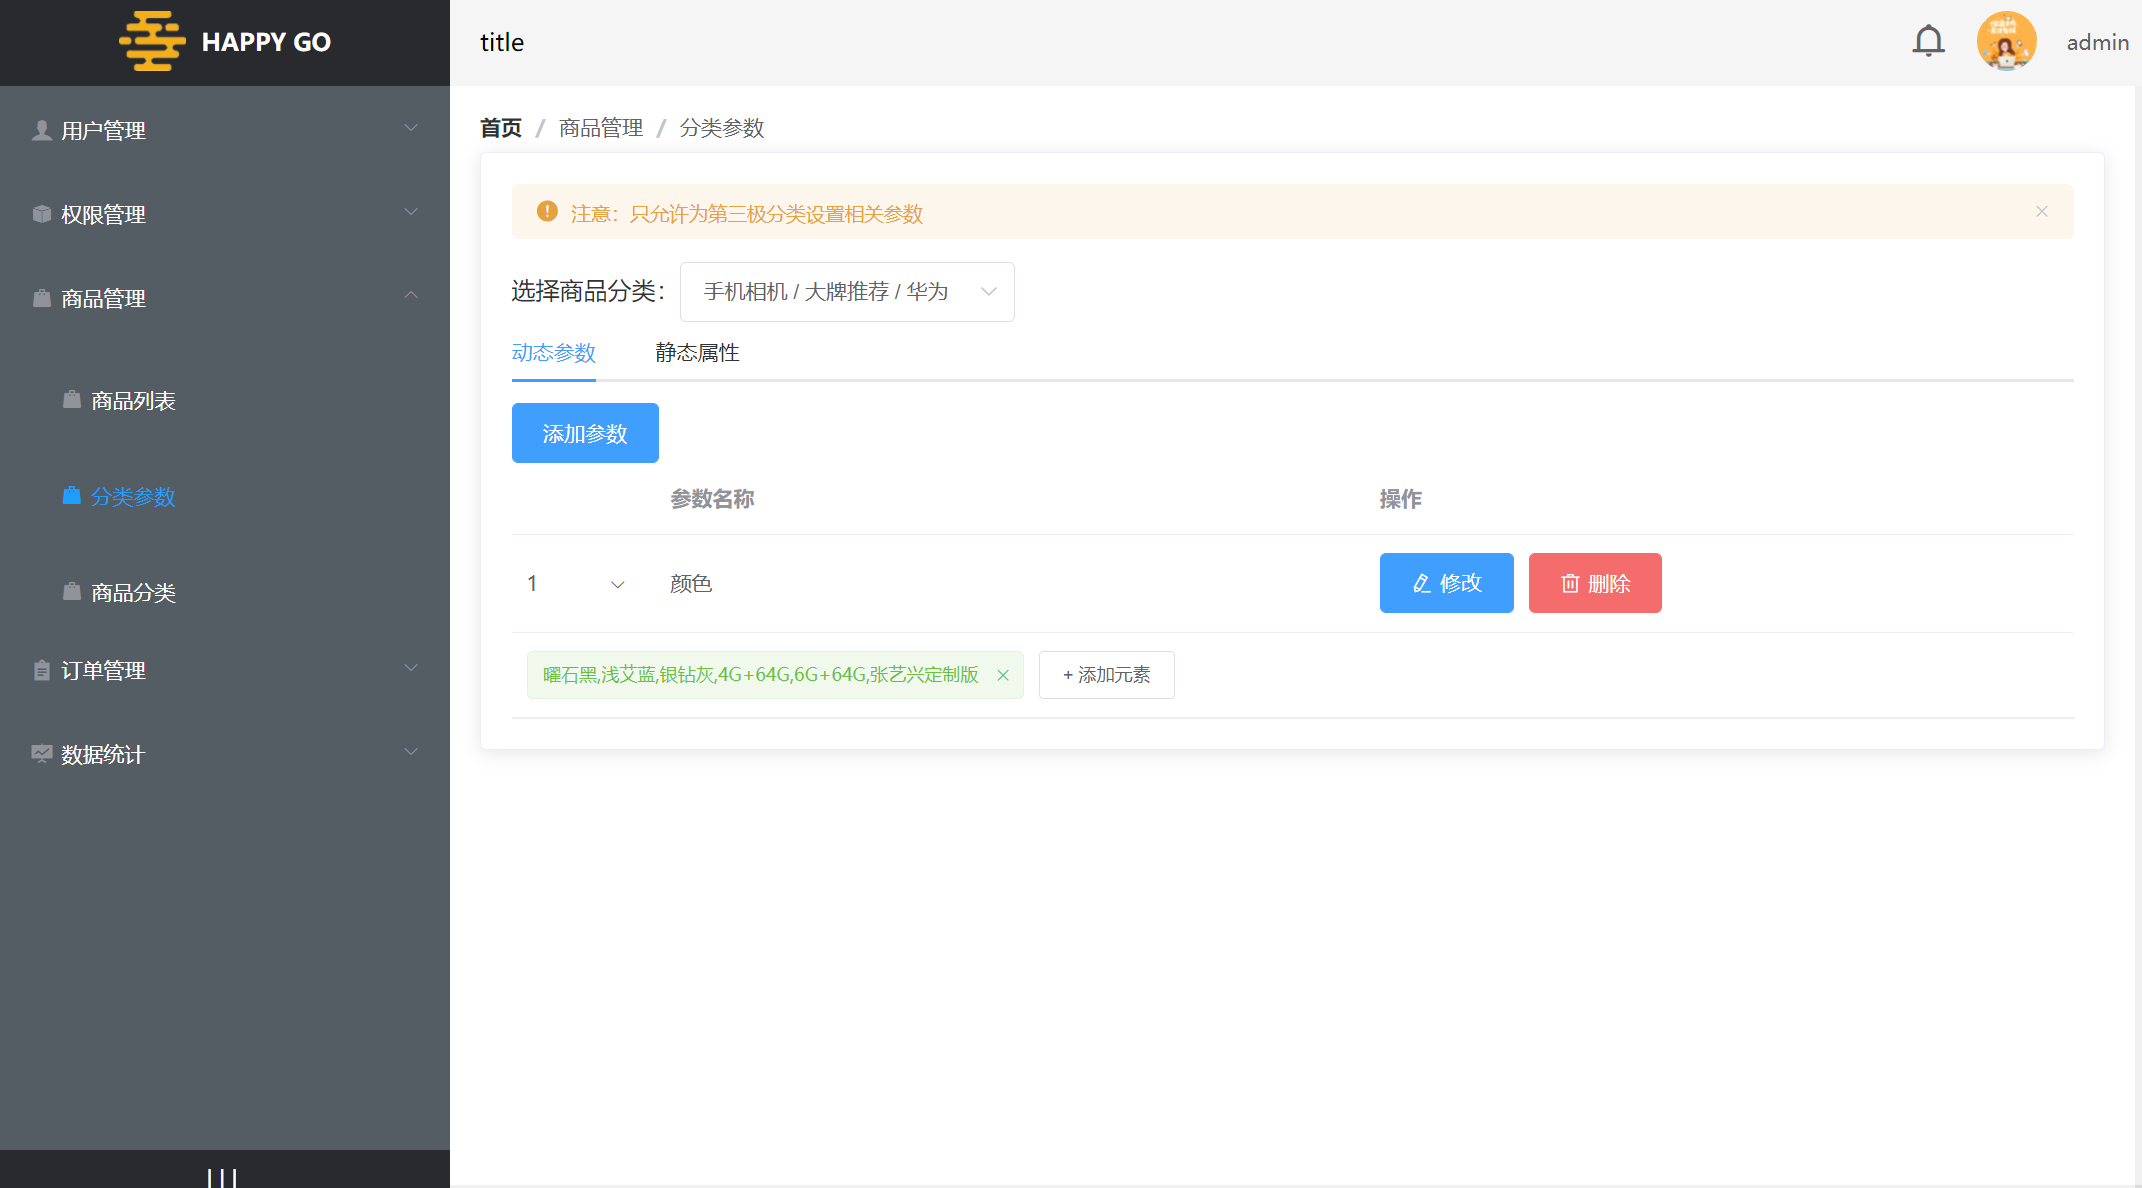 HAPPY GO
title
admin
用户管理
权限管理
商品管理
商品列表
分类参数
商品分类
订单管理
数据统计
首页 / 商品管理 / 分类参数
注意：只允许为第三极分类设置相关参数
选择商品分类： 手机相机 / 大牌推荐 / 华为
动态参数 静态属性
添加参数
参数名称 操作
1 颜色 修改 删除
曜石黑,浅艾蓝,银钻灰,4G+64G,6G+64G,张艺兴定制版 + 添加元素